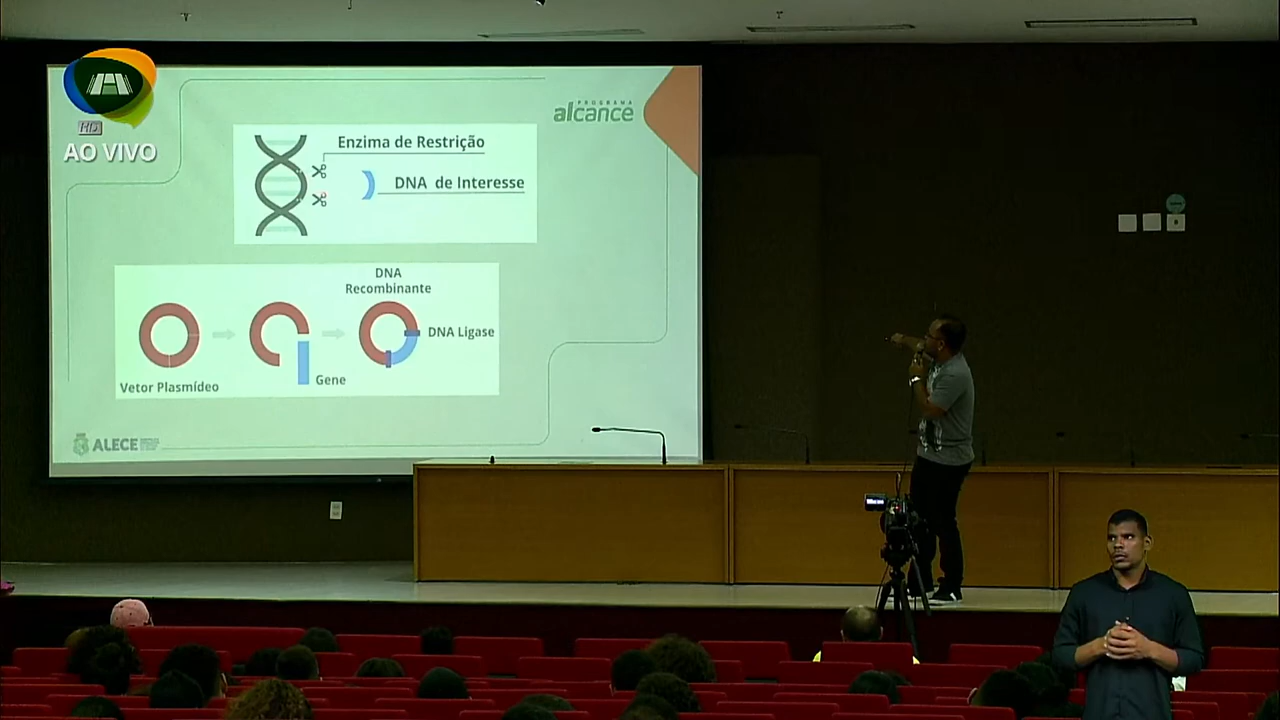 HD
AO VIVO
PROGRAMA
alcance
Enzima de Restrição
DNA de Interesse
DNA
Recombinante
DNA Ligase
Vetor Plasmídeo
Gene
ALECE